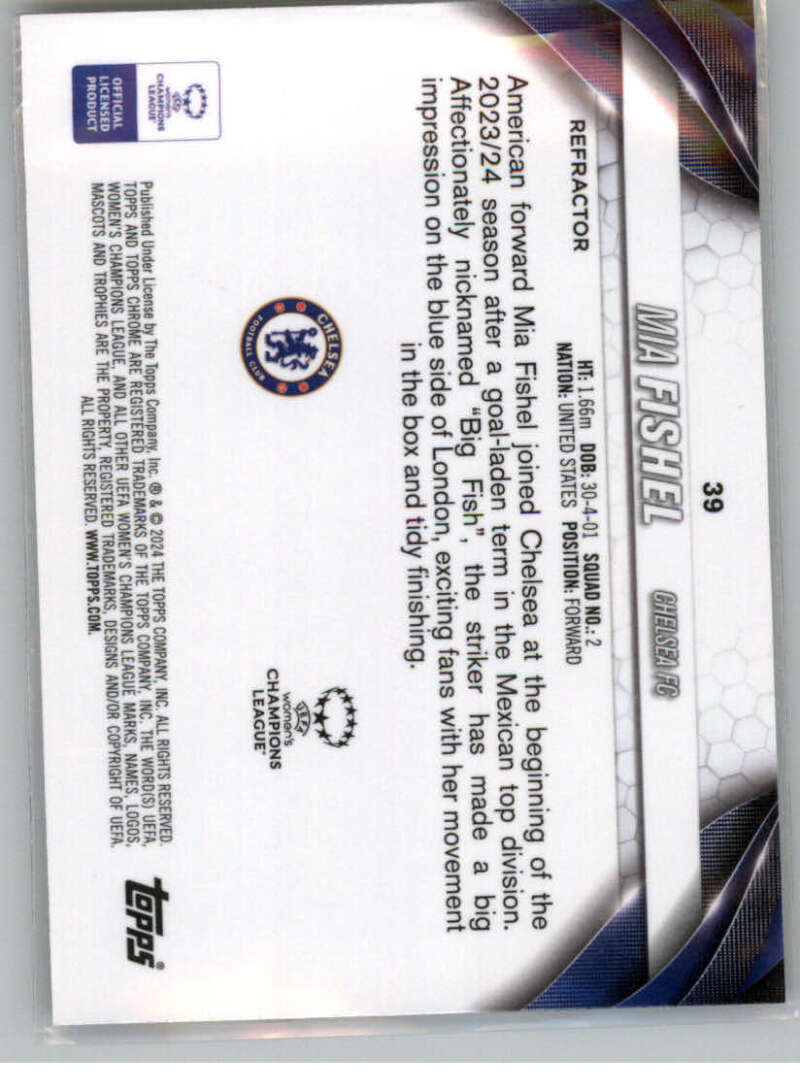 39
MIA FISHEL CHELSEA FC
HT: 1.66m DOB: 30-4-01 SQUAD NO.: 2
NATION: UNITED STATES POSITION: FORWARD
REFRACTOR
American forward Mia Fishel joined Chelsea at the beginning of the
2023/24 season after a goal-laden term in the Mexican top division.
Affectionately nicknamed "Big Fish", the striker has made a big
impression on the blue side of London, exciting fans with her movement
in the box and tidy finishing.
CHELSEA
FOOTBALL CLUB
UEFA
women's
CHAMPIONS
LEAGUE™
UEFA
women's
CHAMPIONS
LEAGUE
OFFICIAL
LICENSED
PRODUCT
Published Under License by The Topps Company, Inc. ® & © 2024 THE TOPPS COMPANY, INC. ALL RIGHTS RESERVED.
TOPPS AND TOPPS CHROME ARE REGISTERED TRADEMARKS OF THE TOPPS COMPANY, INC. THE WORD(S) UEFA,
WOMEN'S CHAMPIONS LEAGUE, AND ALL OTHER UEFA WOMEN'S CHAMPIONS LEAGUE MARKS, NAMES, LOGOS,
MASCOTS AND TROPHIES ARE THE PROPERTY, REGISTERED TRADEMARKS, DESIGNS AND/OR COPYRIGHT OF UEFA.
ALL RIGHTS RESERVED. WWW.TOPPS.COM.
topps®